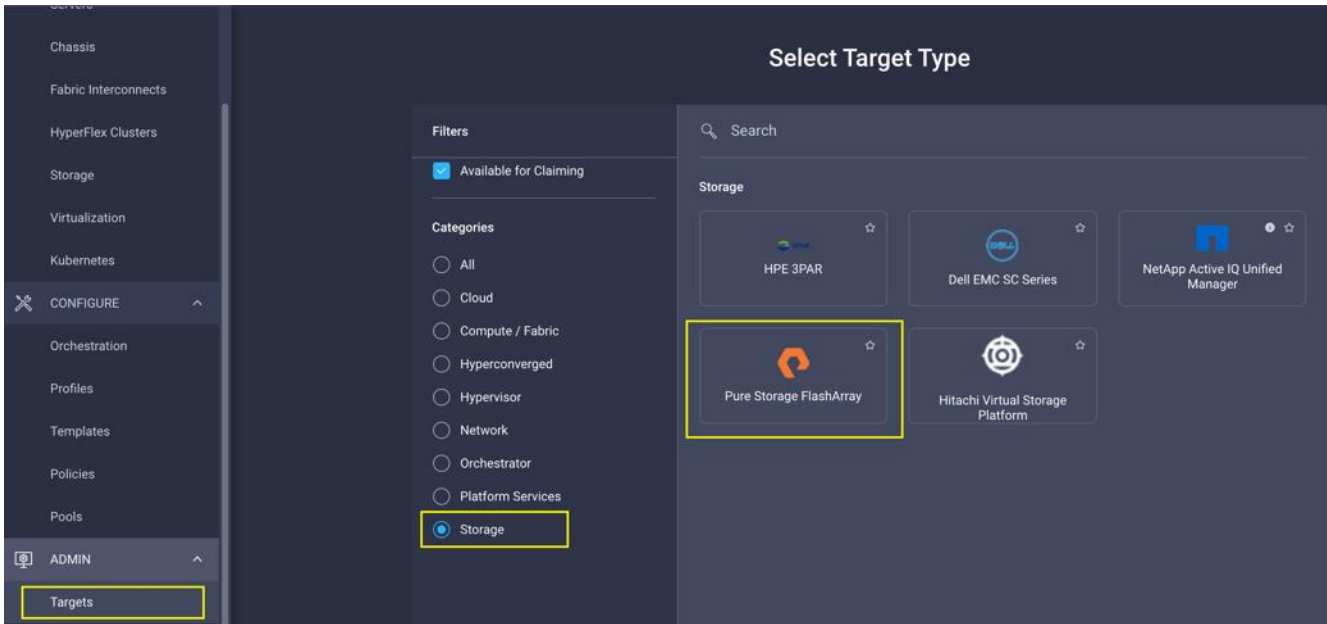 Servers
Chassis
Fabric Interconnects
HyperFlex Clusters
Storage
Virtualization
Kubernetes
CONFIGURE
Orchestration
Profiles
Templates
Policies
Pools
ADMIN
Targets
Select Target Type
Filters
Available for Claiming
Categories
All
Cloud
Compute / Fabric
Hyperconverged
Hypervisor
Network
Orchestrator
Platform Services
Storage
Search
Storage
HPE 3PAR
DELL
Dell EMC SC Series
NetApp Active IQ Unified
Manager
Pure Storage FlashArray
Hitachi Virtual Storage
Platform